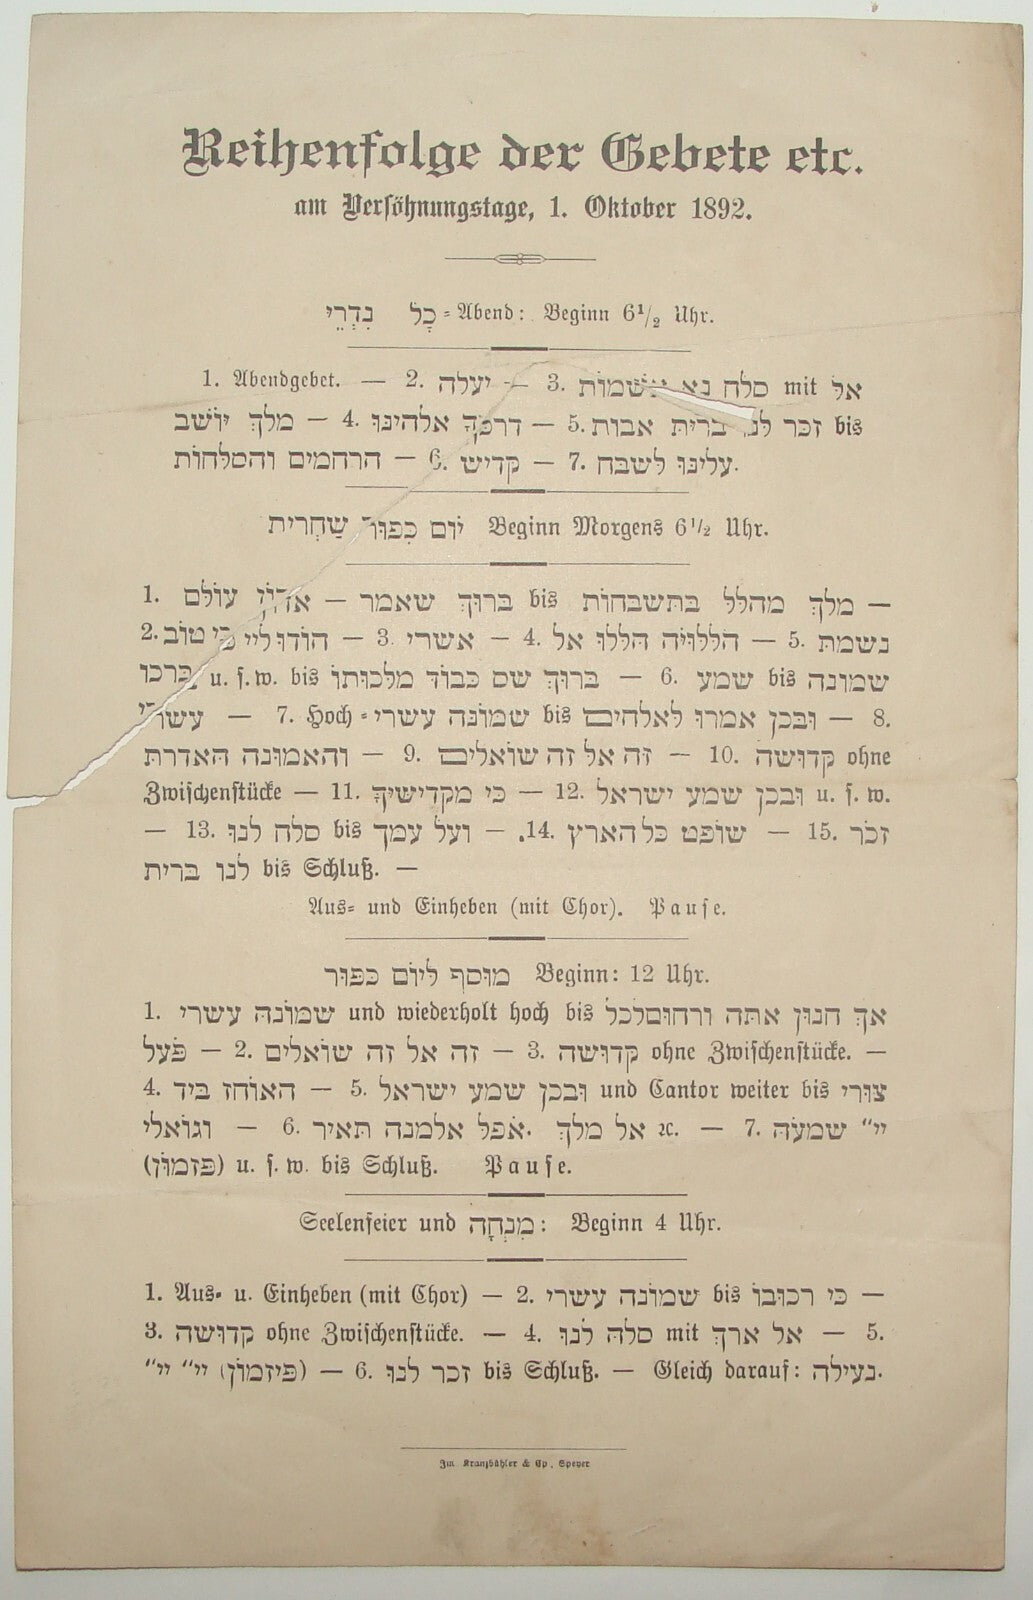 Reihenfolge der Gebete etc.
am Versöhnungstage, 1. Oktober 1892.
כָל נִדְרֵי = Abend: Beginn 6½ Uhr.
1. Abendgebet. — 2. יעלה — 3. סלח נא אשמות mit אל
מלך יושב — 4. דרכך אלהינו — 5. זכר לנו ברית אבות bis
הרחמים והסלחות — 6. קדיש — 7. עלינו לשבח.
יוֹם כִּפּוּר שַׁחֲרִית Beginn Morgens 6½ Uhr.
1. אדון עולם — ברוך שאמר bis מלך מהלל בתשבחות —
2. הודו לײ כי טוב — 3. אשרי — 4. הללויה הללו אל — 5. נשמת
ברכו u. s. w. bis ברוך שם כבוד מלכותו — 6. שמע bis שמונה
עשרי — 7. Hoch = שמונה עשרי bis ובכן אמרו לאלהים — 8.
האדרת והאמונה — 9. זה אל זה שואלים — 10. קדושה ohne
Zwischenstücke — 11. כי מקדישיך — 12. ובכן שמע ישראל u. s. w.
— 13. סלח לנו bis ועל עמך — 14. שופט כל הארץ — 15. זכר
לנו ברית bis Schluß. —
Aus= und Einheben (mit Chor). Pause.
מוסף ליום כפור Beginn: 12 Uhr.
1. שמונה עשרי und wiederholt hoch bis אך חנון אתה ורחום לכל
פעל — 2. זה אל זה שואלים — 3. קדושה ohne Zwischenstücke. —
4. האוחז ביד — 5. ובכן שמע ישראל und Cantor weiter bis צורי
וגואלי — 6. אל מלך ꝛc. אפל אלמנה תאיר — 7. ײ" שמעה
(פזמון) u. s. w. bis Schluß. Pause.
Seelenfeier und מִנְחָה: Beginn 4 Uhr.
1. Aus= u. Einheben (mit Chor) — 2. שמונה עשרי bis כי רכובו —
3. קדושה ohne Zwischenstücke. — 4. סלח לנו mit אל ארך — 5.
ײ" ײ" (פיזמון) — 6. זכר לנו bis Schluß. — Gleich darauf: נעילה.
Kranzbühler & Cp., Speyer